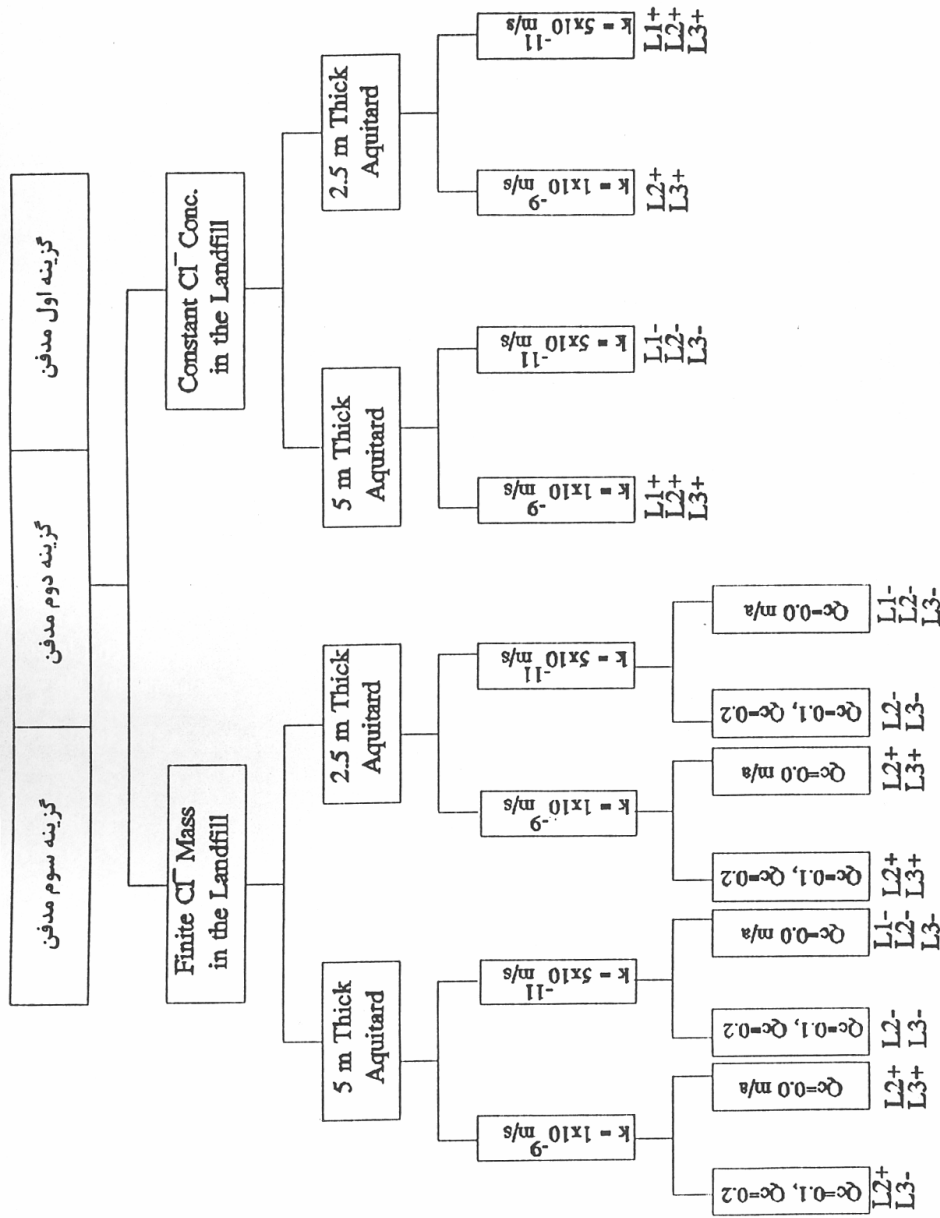 گزینه اول مدفن
گزینه دوم مدفن
گزینه سوم مدفن
Finite Cl⁻ Mass
in the Landfill
Constant Cl⁻ Conc.
in the Landfill
5 m Thick
Aquitard
2.5 m Thick
Aquitard
5 m Thick
Aquitard
2.5 m Thick
Aquitard
k = 1x10⁻⁹ m/s
k = 5x10⁻¹¹ m/s
k = 1x10⁻⁹ m/s
k = 5x10⁻¹¹ m/s
k = 1x10⁻⁹ m/s
L1+
L2+
L3+
k = 5x10⁻¹¹ m/s
L1-
L2-
L3-
k = 1x10⁻⁹ m/s
L2+
L3+
k = 5x10⁻¹¹ m/s
L1+
L2+
L3+
Qc=0.1, Qc=0.2
L2+
L3-
Qc=0.0 m/a
L2+
L3+
Qc=0.1, Qc=0.2
L2-
L3-
Qc=0.0 m/a
L1-
L2-
L3-
Qc=0.1, Qc=0.2
L2+
L3+
Qc=0.0 m/a
L2+
L3+
Qc=0.1, Qc=0.2
L2-
L3-
Qc=0.0 m/a
L1-
L2-
L3-